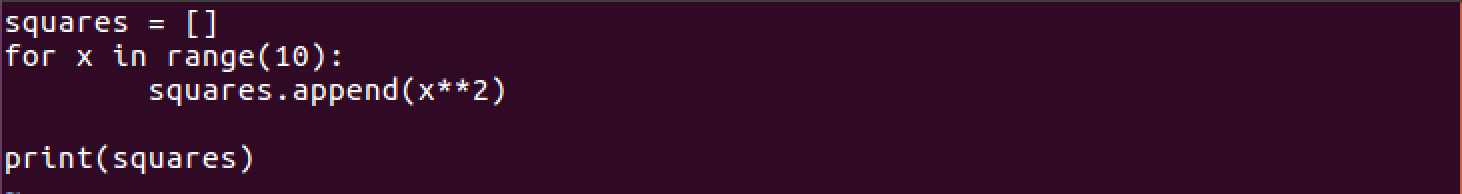 squares = []
for x in range(10):
        squares.append(x**2)

print(squares)